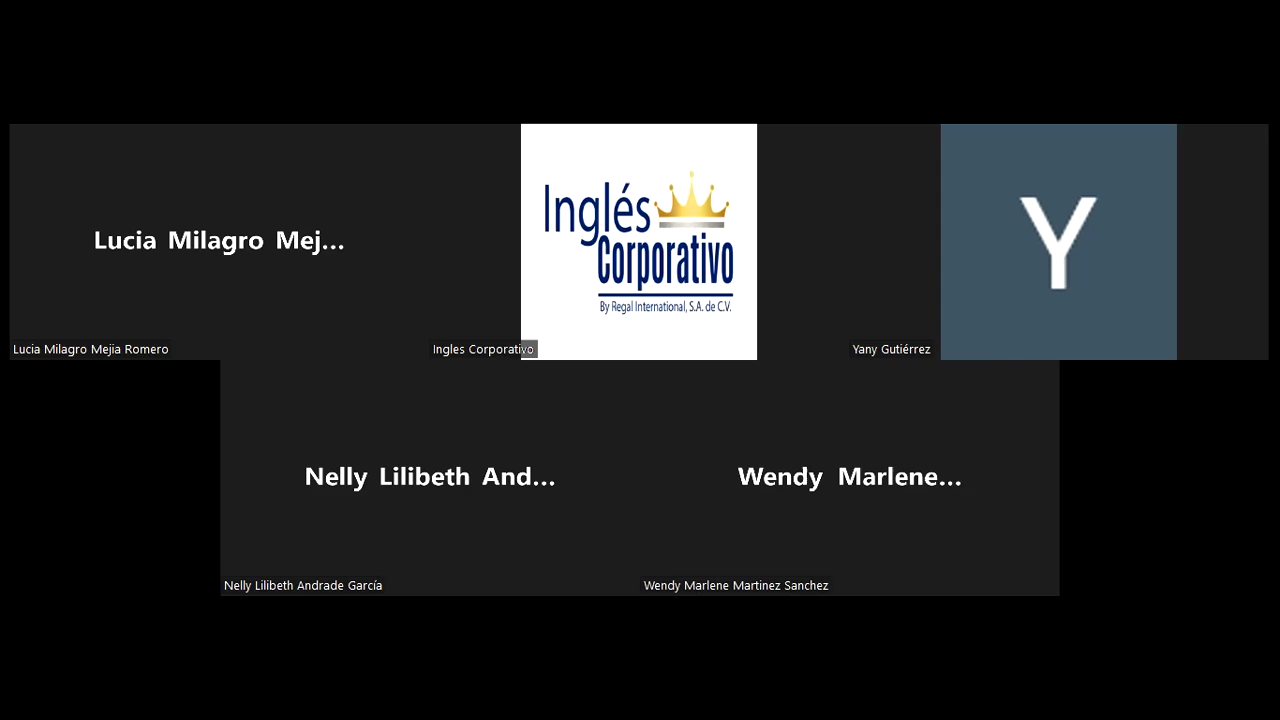 Lucia Milagro Mej...
Lucia Milagro Mejia Romero
Inglés
Corporativo
By Regal International, S.A. de C.V.
Ingles Corporativo
Y
Yany Gutiérrez
Nelly Lilibeth And...
Nelly Lilibeth Andrade García
Wendy Marlene...
Wendy Marlene Martinez Sanchez